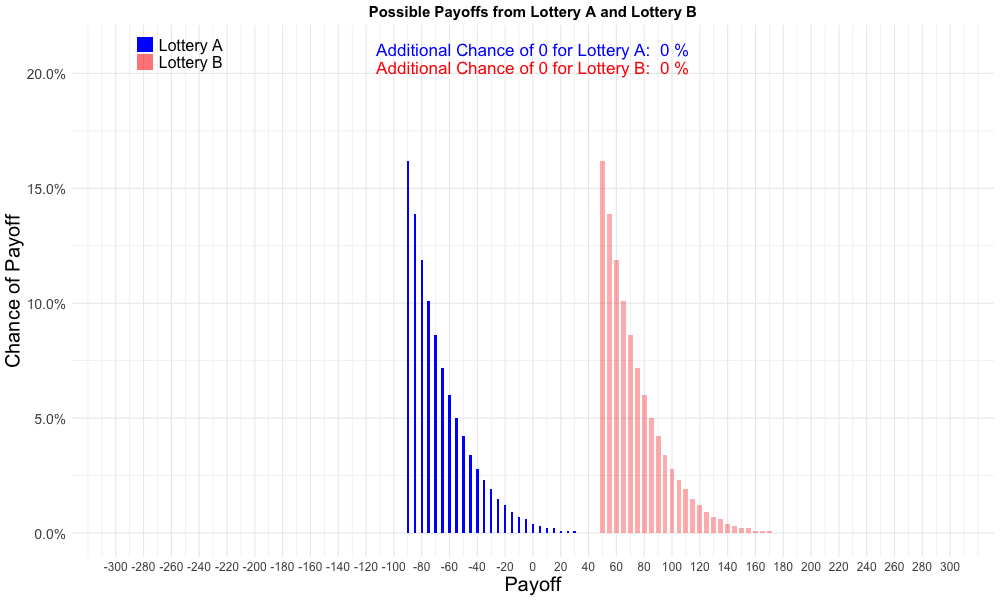 Possible Payoffs from Lottery A and Lottery B
Lottery A
Lottery B
Additional Chance of 0 for Lottery A:  0 %
Additional Chance of 0 for Lottery B:  0 %
Chance of Payoff
20.0%
15.0%
10.0%
5.0%
0.0%
-300 -280 -260 -240 -220 -200 -180 -160 -140 -120 -100 -80 -60 -40 -20 0 20 40 60 80 100 120 140 160 180 200 220 240 260 280 300
Payoff